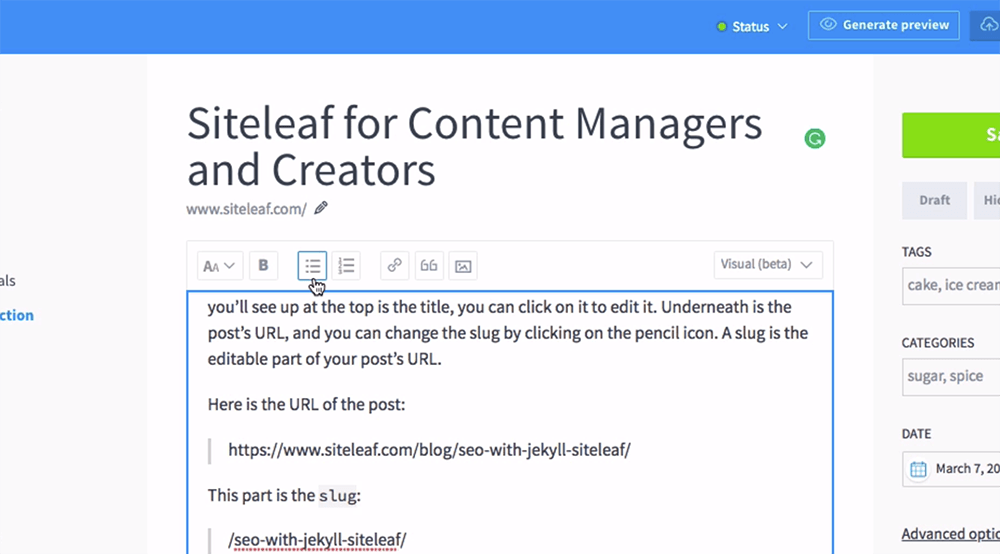 Status
Generate preview
Siteleaf for Content Managers
and Creators
www.siteleaf.com/
AA
B
Visual (beta)
you’ll see up at the top is the title, you can click on it to edit it. Underneath is the
post’s URL, and you can change the slug by clicking on the pencil icon. A slug is the
editable part of your post’s URL.
Here is the URL of the post:
https://www.siteleaf.com/blog/seo-with-jekyll-siteleaf/
This part is the slug:
/seo-with-jekyll-siteleaf/
als
ction
Sa
Draft
Hid
TAGS
cake, ice cream
CATEGORIES
sugar, spice
DATE
March 7, 20
Advanced optio